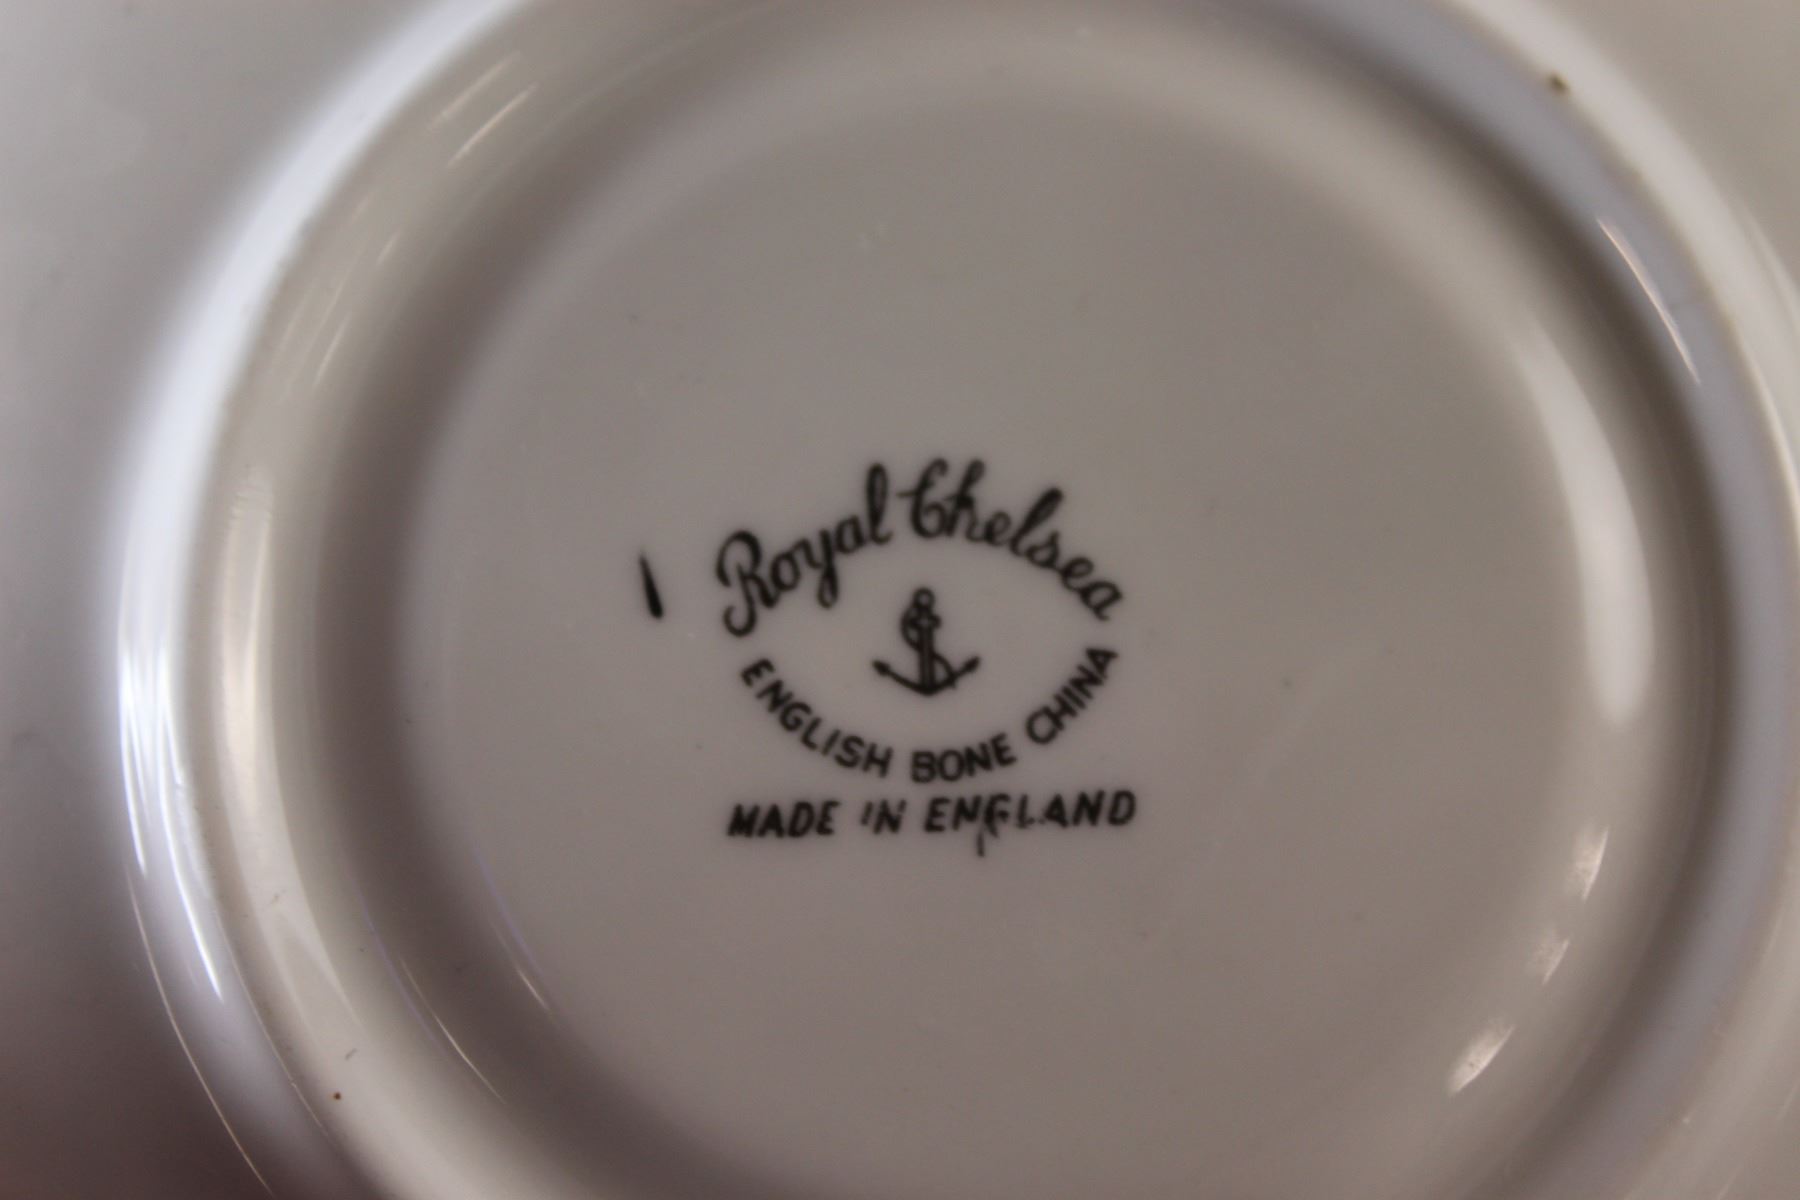 Royal Chelsea
ENGLISH BONE CHINA
MADE IN ENGLAND